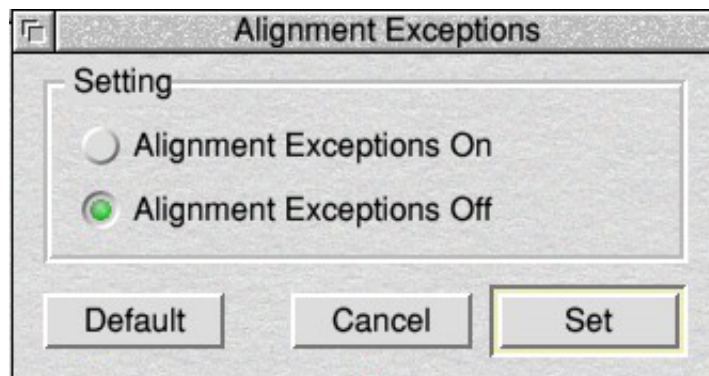 Alignment Exceptions
Setting
Alignment Exceptions On
Alignment Exceptions Off
Default Cancel Set